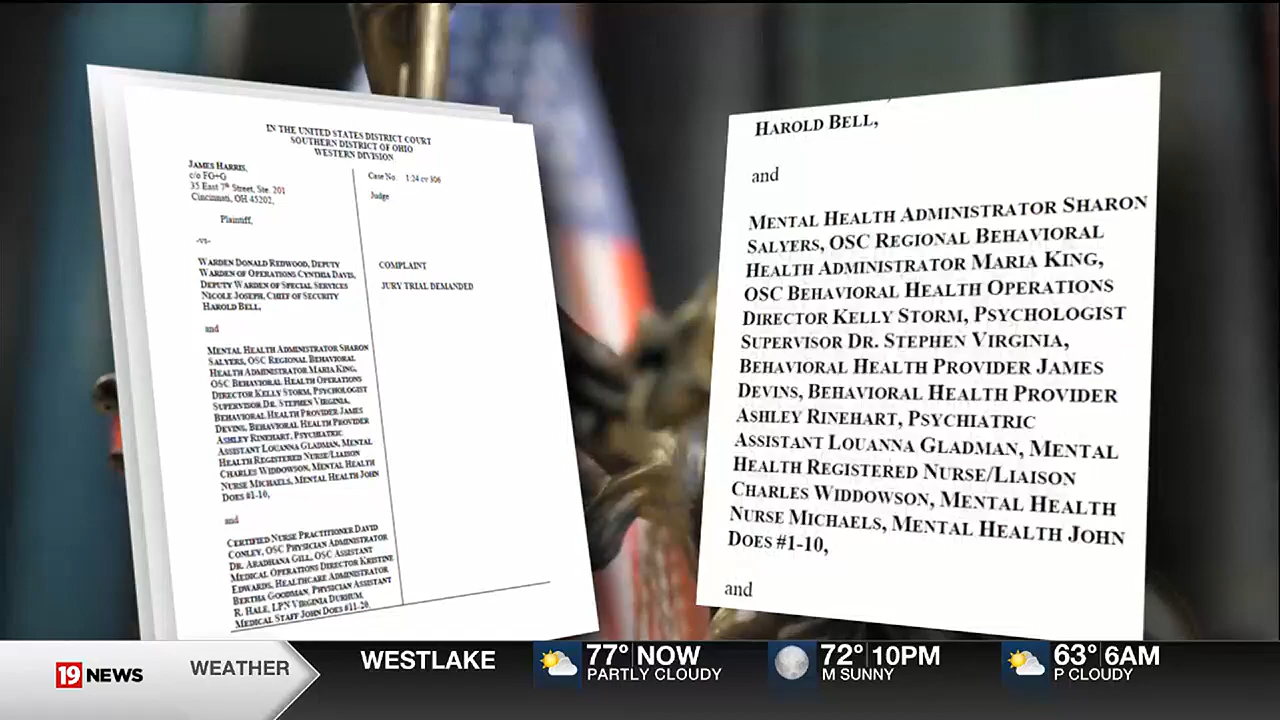 IN THE UNITED STATES DISTRICT COURT
SOUTHERN DISTRICT OF OHIO
WESTERN DIVISION
JAMES HARRIS,
c/o FG+G
35 East 7th Street, Ste. 201
Cincinnati, OH 45202,
Plaintiff,
-vs-
WARDEN DONALD REDWOOD, DEPUTY
WARDEN OF OPERATIONS CYNTHIA DAVIS,
DEPUTY WARDEN OF SPECIAL SERVICES
NICOLE JOSEPH, CHIEF OF SECURITY
HAROLD BELL,
and
MENTAL HEALTH ADMINISTRATOR SHARON
SALYERS, OSC REGIONAL BEHAVIORAL
HEALTH ADMINISTRATOR MARIA KING,
OSC BEHAVIORAL HEALTH OPERATIONS
DIRECTOR KELLY STORM, PSYCHOLOGIST
SUPERVISOR DR. STEPHEN VIRGINIA,
BEHAVIORAL HEALTH PROVIDER JAMES
DEVINS, BEHAVIORAL HEALTH PROVIDER
ASHLEY RINEHART, PSYCHIATRIC
ASSISTANT LOUANNA GLADMAN, MENTAL
HEALTH REGISTERED NURSE/LIAISON
CHARLES WIDDOWSON, MENTAL HEALTH
NURSE MICHAELS, MENTAL HEALTH JOHN
DOES #1-10,
and
CERTIFIED NURSE PRACTITIONER DAVID
CONLEY, OSC PHYSICIAN ADMINISTRATOR
DR. ARADHANA GILL, OSC ASSISTANT
MEDICAL OPERATIONS DIRECTOR KRISTINE
EDWARDS, HEALTHCARE ADMINISTRATOR
BERTHA GOODMAN, PHYSICIAN ASSISTANT
R. HALE, LPN VIRGINIA DURHUM,
MEDICAL STAFF JOHN DOES #11-20,
Case No. 1:24 cv 306
Judge
COMPLAINT
JURY TRIAL DEMANDED
HAROLD BELL,
and
MENTAL HEALTH ADMINISTRATOR SHARON
SALYERS, OSC REGIONAL BEHAVIORAL
HEALTH ADMINISTRATOR MARIA KING,
OSC BEHAVIORAL HEALTH OPERATIONS
DIRECTOR KELLY STORM, PSYCHOLOGIST
SUPERVISOR DR. STEPHEN VIRGINIA,
BEHAVIORAL HEALTH PROVIDER JAMES
DEVINS, BEHAVIORAL HEALTH PROVIDER
ASHLEY RINEHART, PSYCHIATRIC
ASSISTANT LOUANNA GLADMAN, MENTAL
HEALTH REGISTERED NURSE/LIAISON
CHARLES WIDDOWSON, MENTAL HEALTH
NURSE MICHAELS, MENTAL HEALTH JOHN
DOES #1-10,
and
19 NEWS
WEATHER
WESTLAKE
77° NOW
PARTLY CLOUDY
72° 10PM
M SUNNY
63° 6AM
P CLOUDY